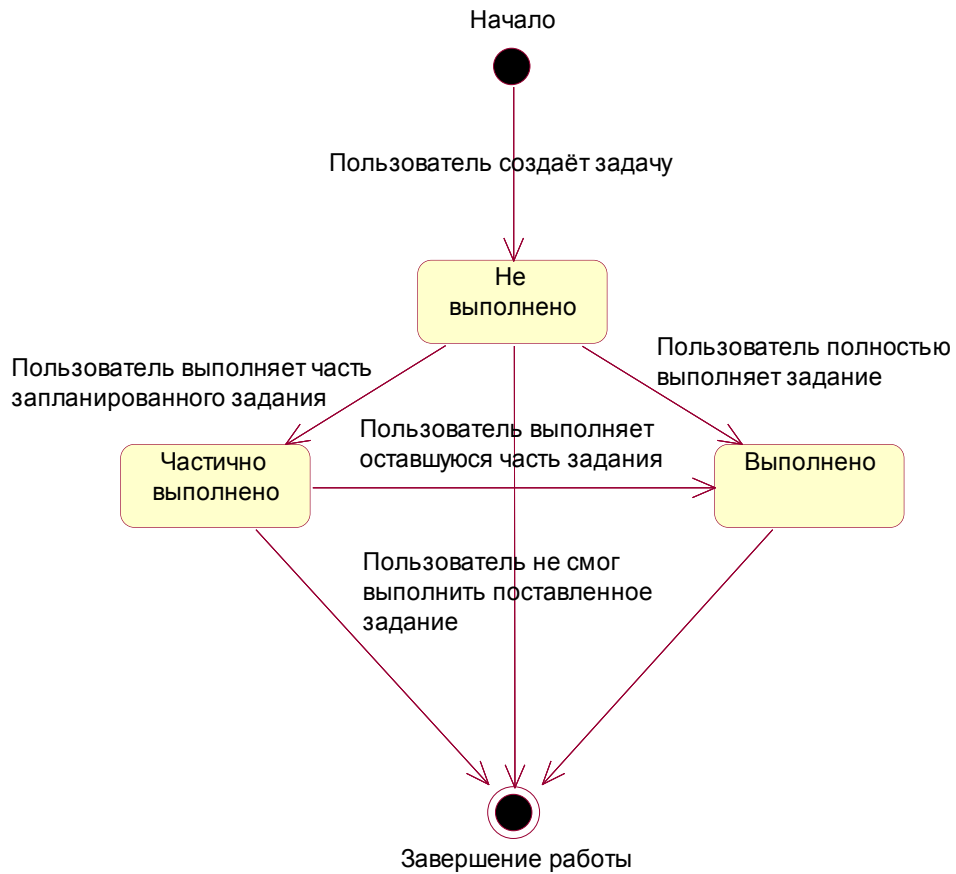 Начало
Пользователь создаёт задачу
Не
выполнено
Пользователь выполняет часть
запланированного задания
Пользователь полностью
выполняет задание
Пользователь выполняет
оставшуюся часть задания
Частично
выполнено
Выполнено
Пользователь не смог
выполнить поставленное
задание
Завершение работы